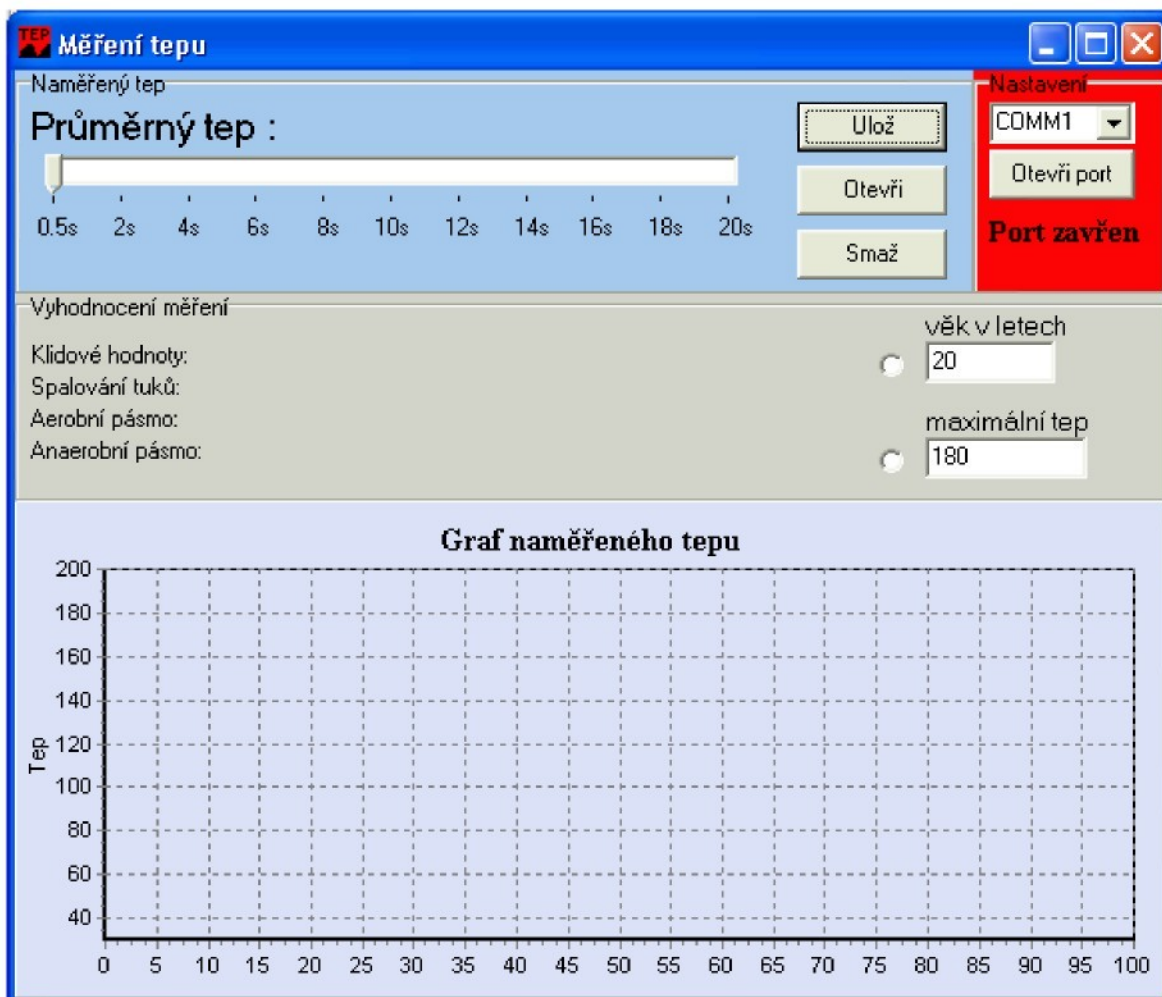 TEP
Měření tepu
Naměřený tep
Průměrný tep :
0.5s 2s 4s 6s 8s 10s 12s 14s 16s 18s 20s
Ulož
Otevři
Smaž
Nastavení
COMM1
Otevři port
Port zavřen
Vyhodnocení měření
Klidové hodnoty:
Spalování tuků:
Aerobní pásmo:
Anaerobní pásmo:
věk v letech
20
maximální tep
180
Graf naměřeného tepu
Tep
200
180
160
140
120
100
80
60
40
0 5 10 15 20 25 30 35 40 45 50 55 60 65 70 75 80 85 90 95 100